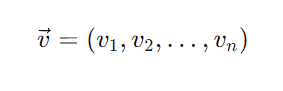 v⃗ = (v₁, v₂, . . . , vₙ)